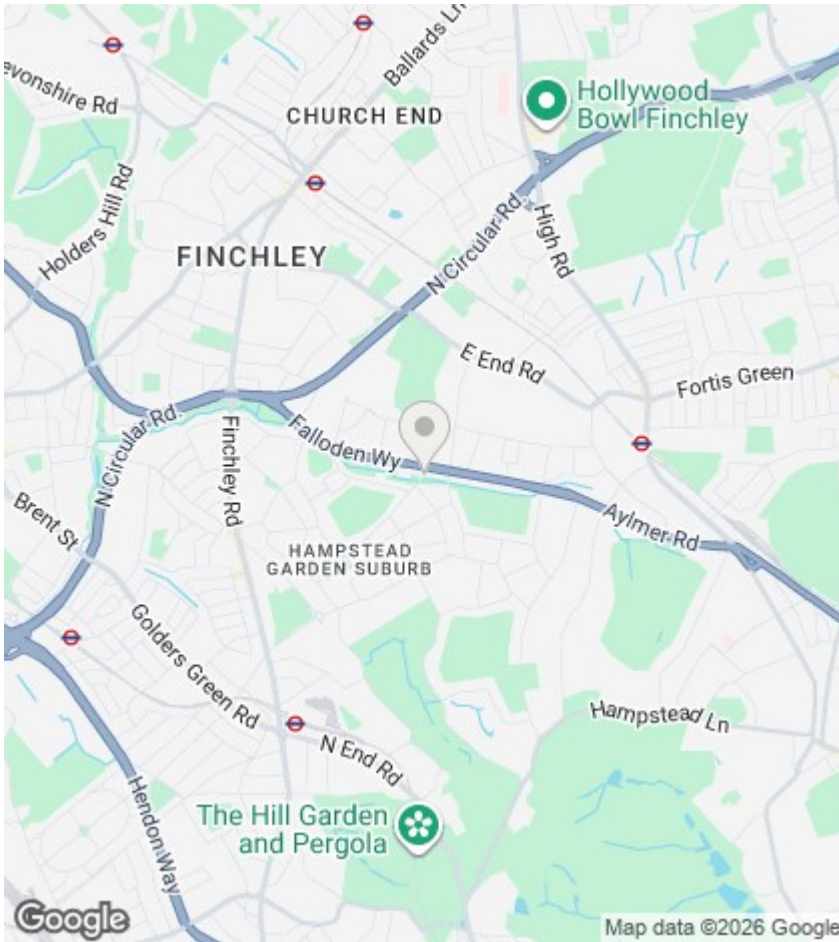 Ballards Ln
evonshire Rd
CHURCH END
Hollywood
Bowl Finchley
Holders Hill Rd
N Circular Rd
High Rd
FINCHLEY
E End Rd
Fortis Green
Falloden Wy
Finchley Rd
N Circular Rd
Brent St
Aylmer Rd
HAMPSTEAD
GARDEN SUBURB
Golders Green Rd
N End Rd
Hampstead Ln
The Hill Garden
and Pergola
Hendon Way
Google
Map data ©2026 Google